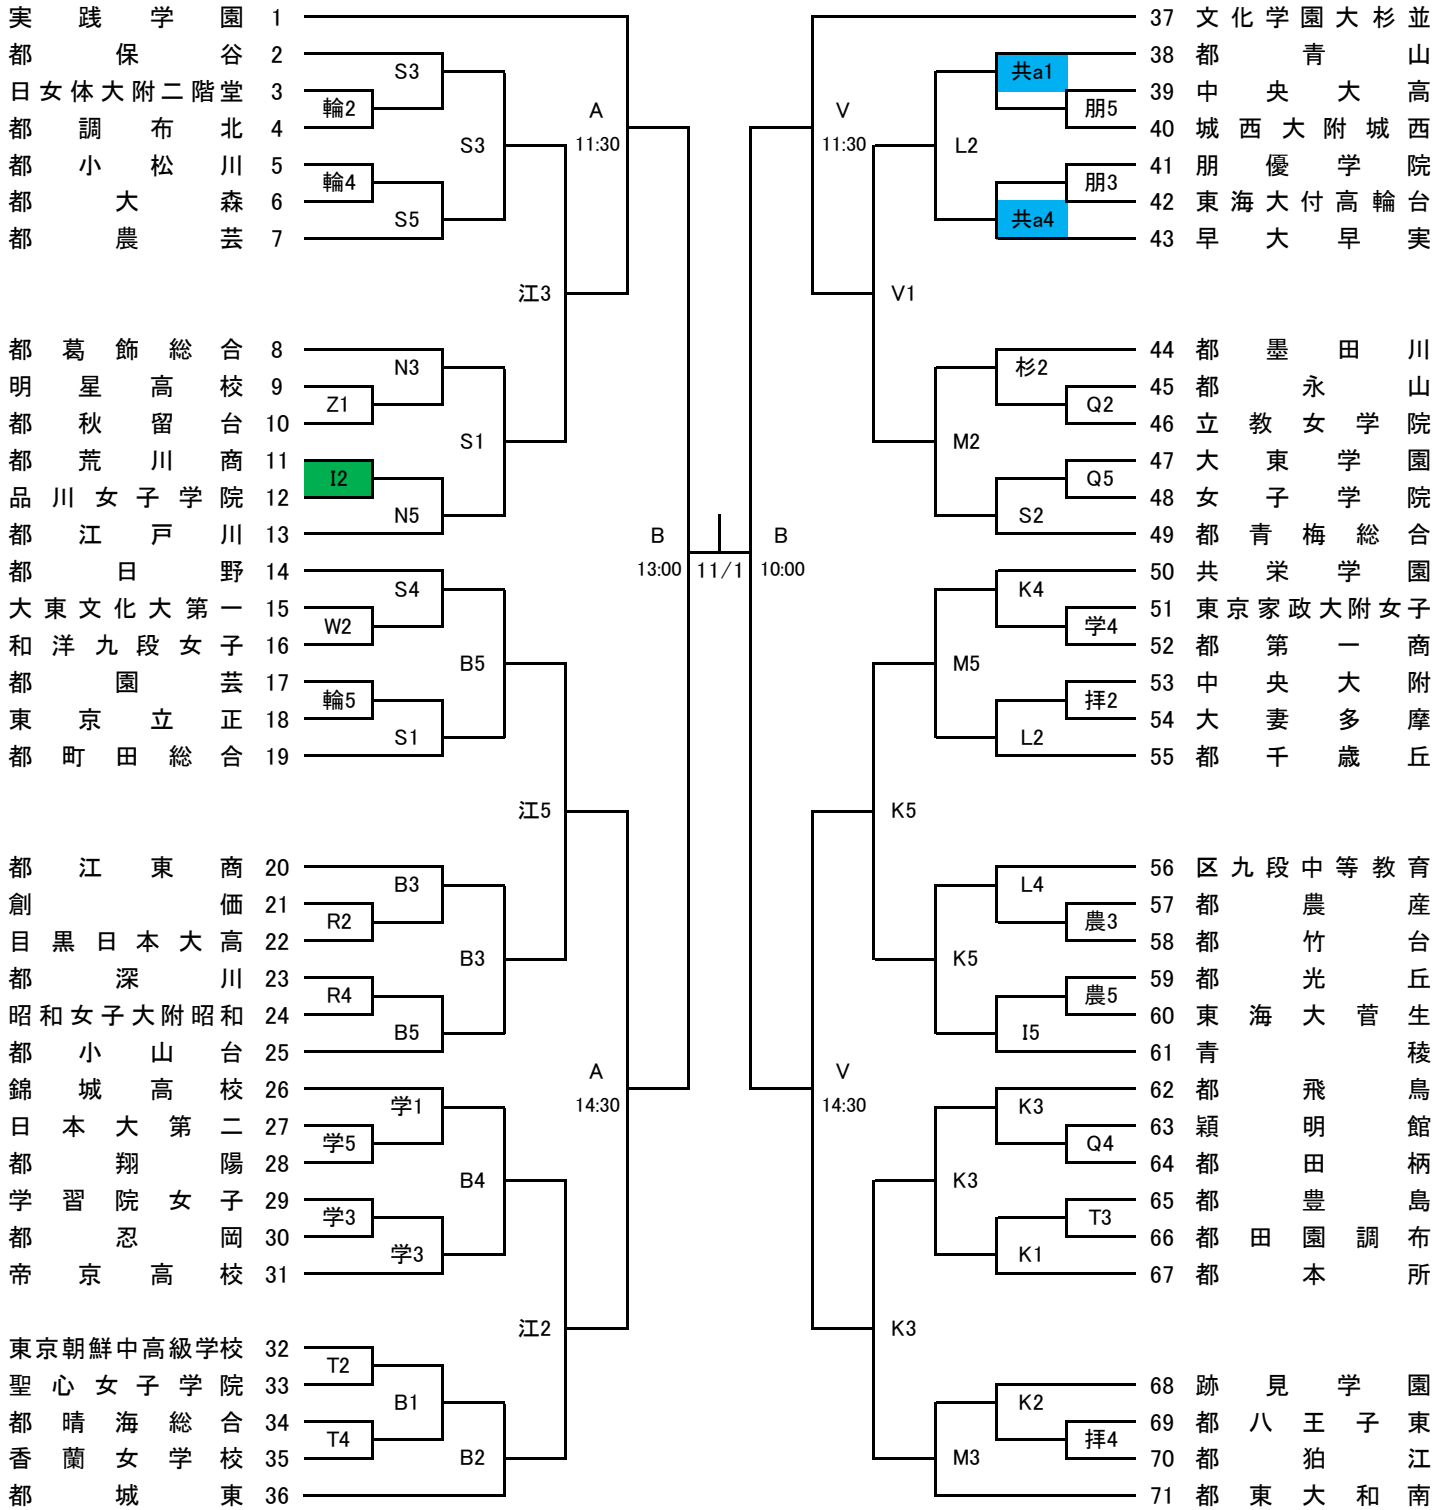 実践学園 1
都保谷 2
日女体大附二階堂 3
都調布北 4
都小松川 5
都大森 6
都農芸 7
都葛飾総合 8
明星高校 9
都秋留台 10
都荒川商 11
品川女子学院 12
都江戸川 13
都日野 14
大東文化大第一 15
和洋九段女子 16
都園芸 17
東京立正 18
都町田総合 19
都江東商 20
創価 21
目黒日本大高 22
都深川 23
昭和女子大附昭和 24
都小山台 25
錦城高校 26
日本大第二 27
都翔陽 28
学習院女子 29
都忍岡 30
帝京高校 31
東京朝鮮中高級学校 32
聖心女子学院 33
都晴海総合 34
香蘭女学校 35
都城東 36
輪2
輪4
Z1
I2
W2
輪5
R2
R4
学5
学3
T2
T4
S3
S5
N3
N5
S4
S1
B3
B5
学1
学3
B1
S3
S1
B5
B3
B4
B2
江3
江5
江2
A
11:30
A
14:30
B
13:00
11/1
B
10:00
V
11:30
V
14:30
V1
K5
K3
L2
M2
M5
K5
K3
M3
共a1
共a4
杉2
S2
K4
L2
L4
I5
K3
K1
K2
朋5
朋3
Q2
Q5
学4
拝2
農3
農5
Q4
T3
拝4
37 文化学園大杉並
38 都青山
39 中央大高
40 城西大附城西
41 朋優学院
42 東海大付高輪台
43 早大早実
44 都墨田川
45 都永山
46 立教女学院
47 大東学園
48 女子学院
49 都青梅総合
50 共栄学園
51 東京家政大附女子
52 都第一商
53 中央大附
54 大妻多摩
55 都千歳丘
56 区九段中等教育
57 都農産
58 都竹台
59 都光丘
60 東海大菅生
61 青稜
62 都飛鳥
63 穎明館
64 都田柄
65 都豊島
66 都田園調布
67 都本所
68 跡見学園
69 都八王子東
70 都狛江
71 都東大和南